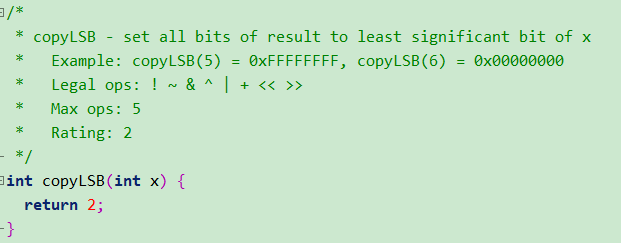 /*
 * copyLSB - set all bits of result to least significant bit of x
 *   Example: copyLSB(5) = 0xFFFFFFFF, copyLSB(6) = 0x00000000
 *   Legal ops: ! ~ & ^ | + << >>
 *   Max ops: 5
 *   Rating: 2
 */
int copyLSB(int x) {
  return 2;
}